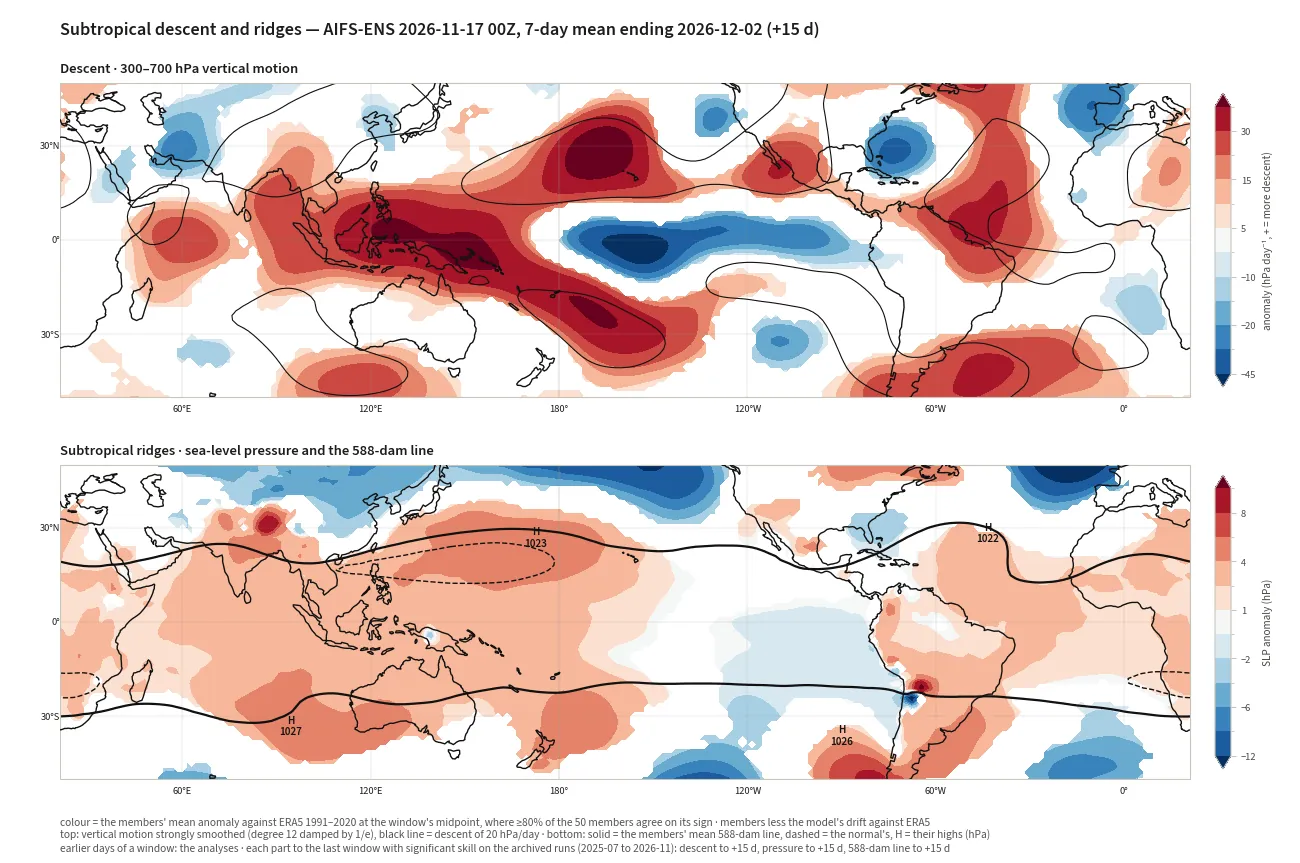 Subtropical descent and ridges — AIFS-ENS 2026-11-17 00Z, 7-day mean ending 2026-12-02 (+15 d)
Descent · 300–700 hPa vertical motion
30°N
0°
30°S
60°E
120°E
180°
120°W
60°W
0°
30
15
5
−10
−20
−45
anomaly (hPa day⁻¹, + = more descent)
Subtropical ridges · sea-level pressure and the 588-dam line
30°N
0°
30°S
H
1023
H
1022
H
1027
H
1026
60°E
120°E
180°
120°W
60°W
0°
8
4
1
−2
−6
−12
SLP anomaly (hPa)
colour = the members' mean anomaly against ERA5 1991–2020 at the window's midpoint, where ≥80% of the 50 members agree on its sign · members less the model's drift against ERA5
top: vertical motion strongly smoothed (degree 12 damped by 1/e), black line = descent of 20 hPa/day · bottom: solid = the members' mean 588-dam line, dashed = the normal's, H = their highs (hPa)
earlier days of a window: the analyses · each part to the last window with significant skill on the archived runs (2025-07 to 2026-11): descent to +15 d, pressure to +15 d, 588-dam line to +15 d